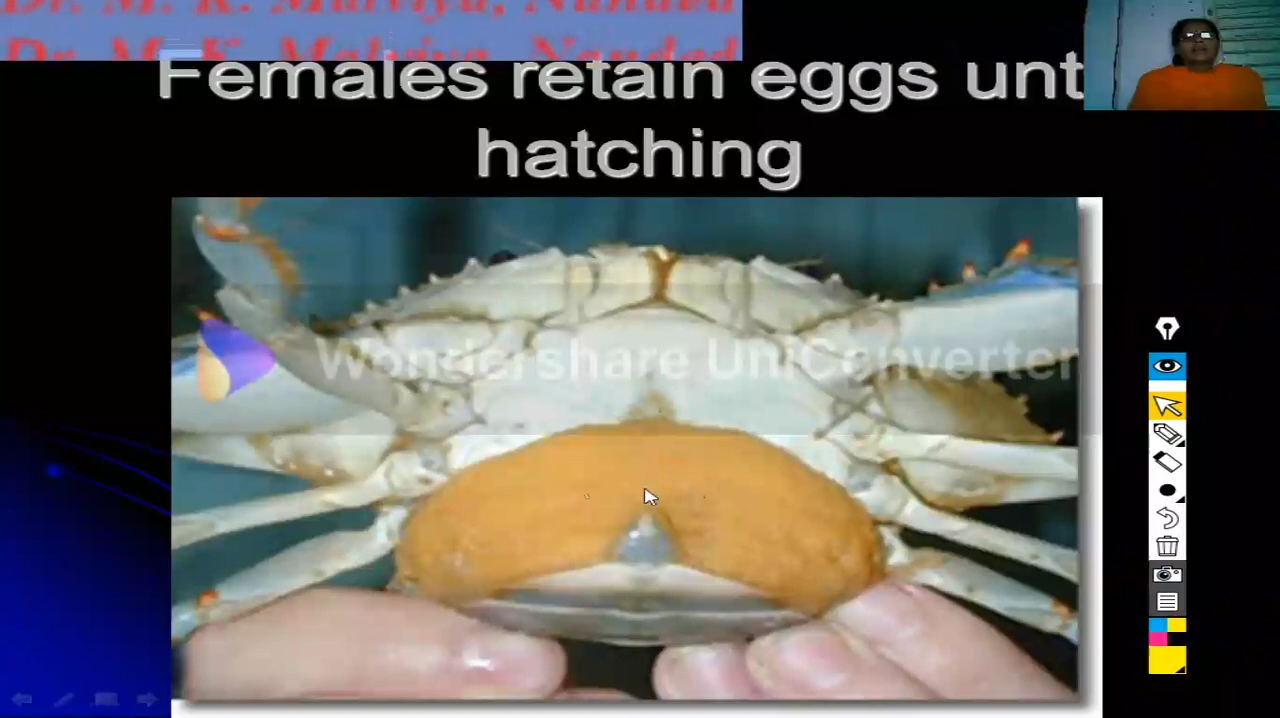 Dr. M. K. Malviya, Nanded
Dr. M. K. Malviya, Nanded
Females retain eggs unt
hatching
Wondershare UniConverter